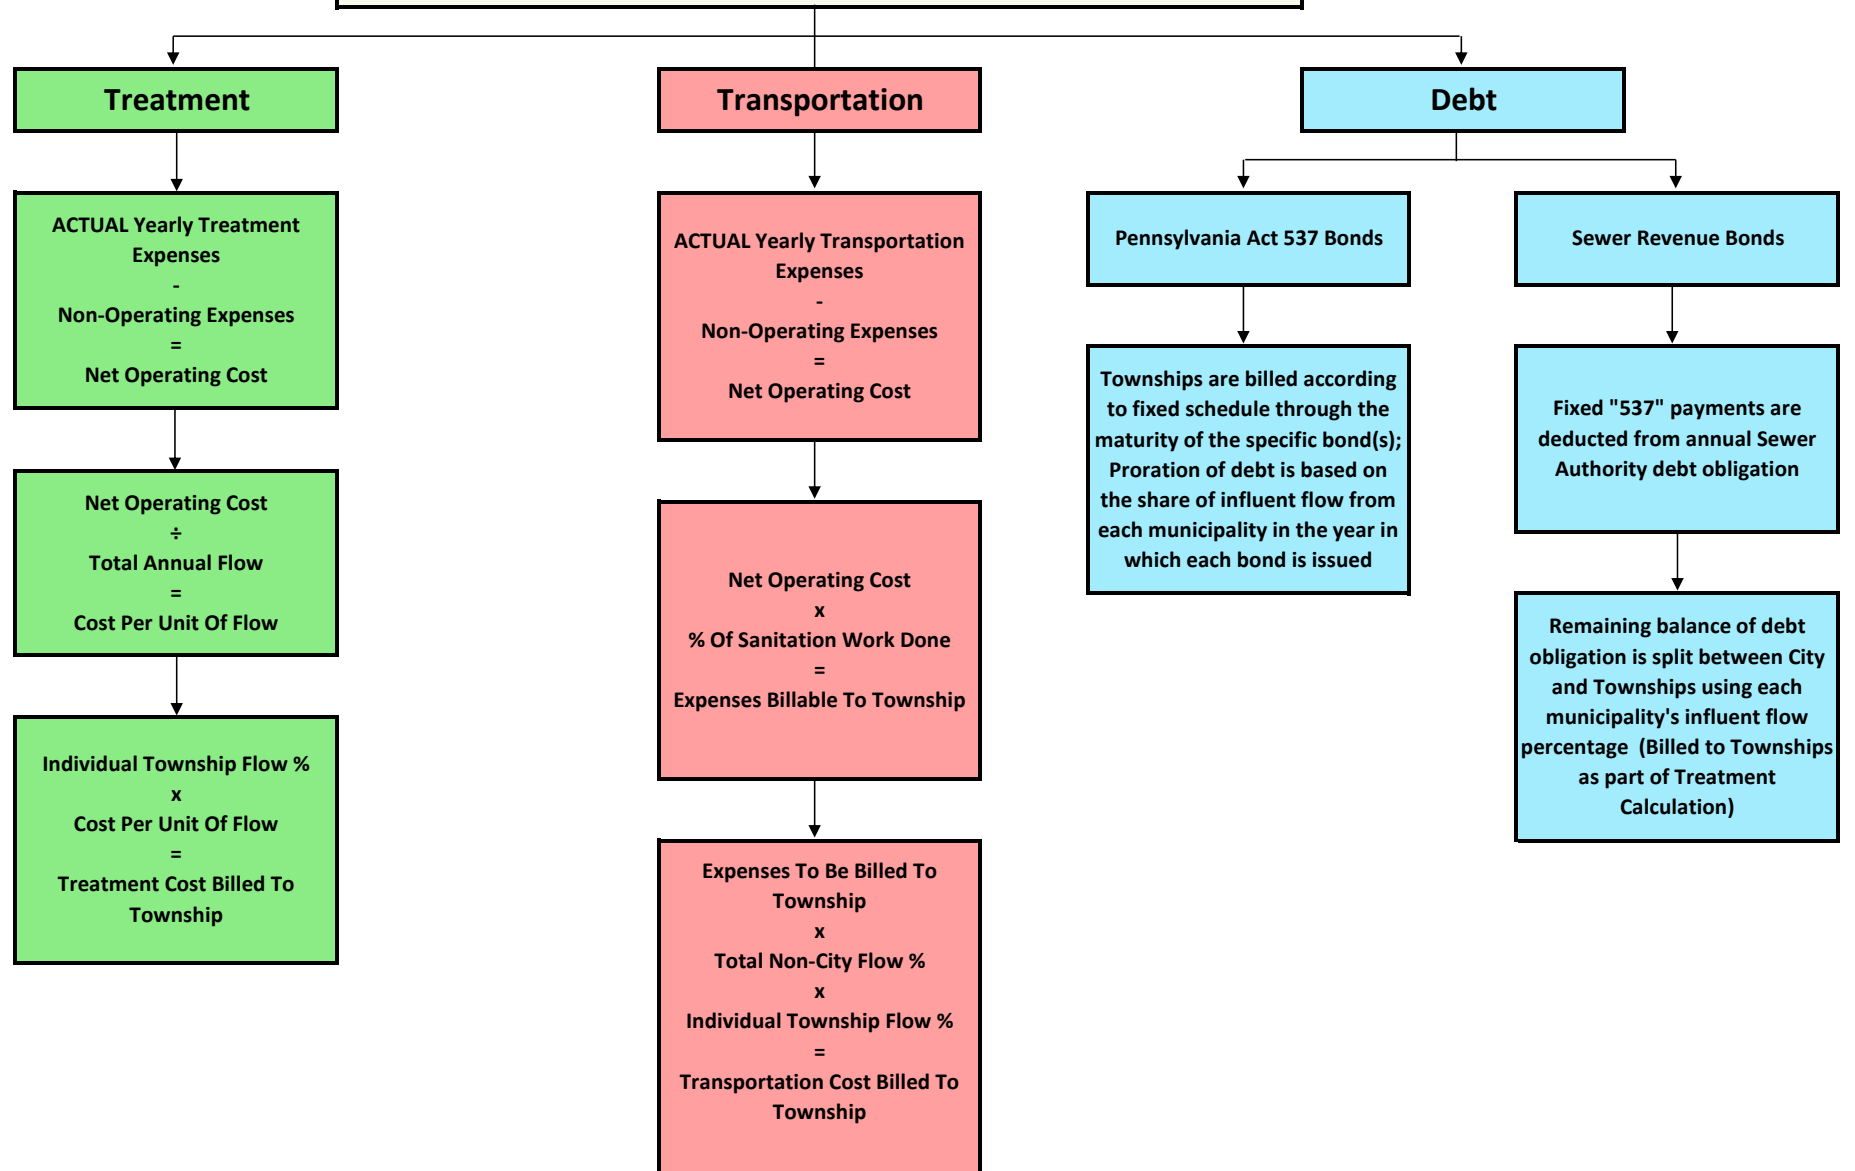 Treatment
ACTUAL Yearly Treatment
Expenses
-
Non-Operating Expenses
=
Net Operating Cost
Net Operating Cost
÷
Total Annual Flow
=
Cost Per Unit Of Flow
Individual Township Flow %
x
Cost Per Unit Of Flow
=
Treatment Cost Billed To
Township
Transportation
ACTUAL Yearly Transportation
Expenses
-
Non-Operating Expenses
=
Net Operating Cost
Net Operating Cost
x
% Of Sanitation Work Done
=
Expenses Billable To Township
Expenses To Be Billed To
Township
x
Total Non-City Flow %
x
Individual Township Flow %
=
Transportation Cost Billed To
Township
Debt
Pennsylvania Act 537 Bonds
Townships are billed according
to fixed schedule through the
maturity of the specific bond(s);
Proration of debt is based on
the share of influent flow from
each municipality in the year in
which each bond is issued
Sewer Revenue Bonds
Fixed "537" payments are
deducted from annual Sewer
Authority debt obligation
Remaining balance of debt
obligation is split between City
and Townships using each
municipality's influent flow
percentage  (Billed to Townships
as part of Treatment
Calculation)